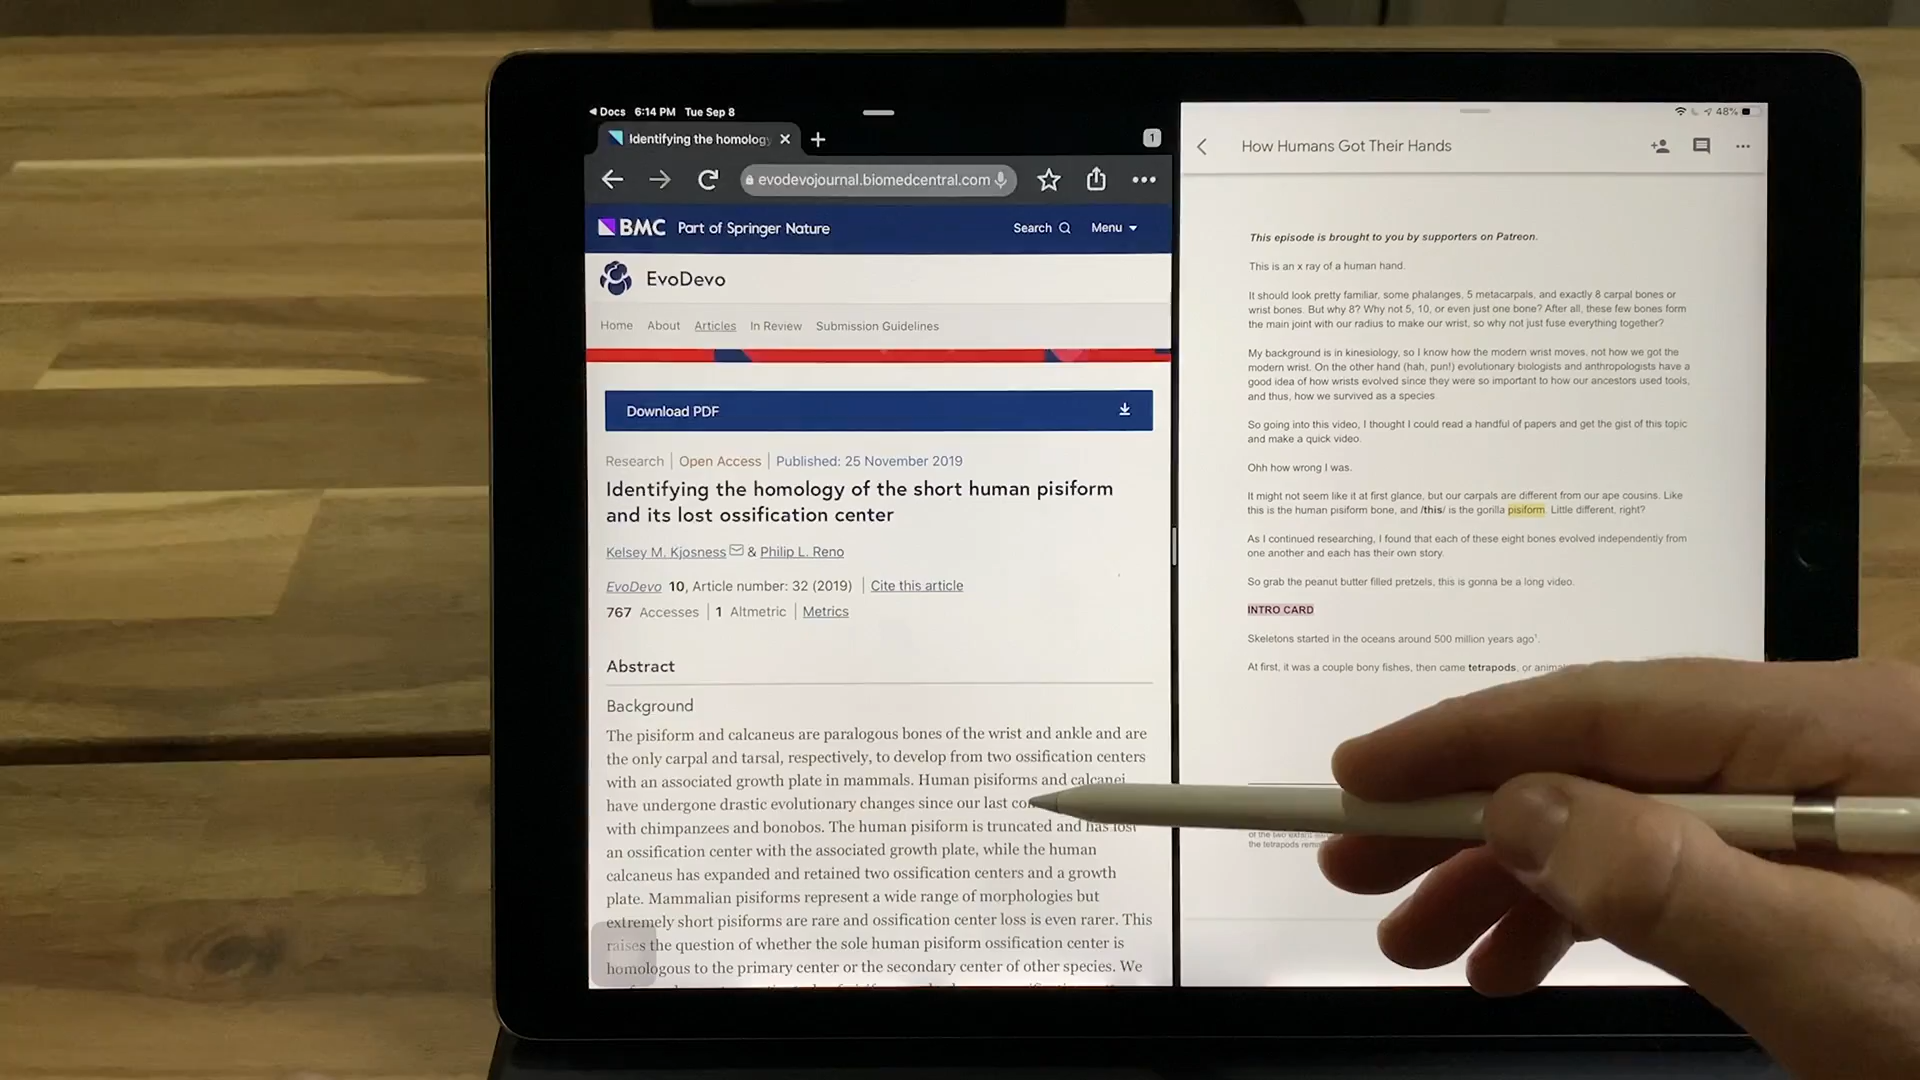 Docs 6:14 PM Tue Sep 8
Identifying the homology
1
evodevojournal.biomedcentral.com
BMC Part of Springer Nature
Search Menu
EvoDevo
Home About Articles In Review Submission Guidelines
Download PDF
Research Open Access Published: 25 November 2019
Identifying the homology of the short human pisiform
and its lost ossification center
Kelsey M. Kjosness & Philip L. Reno
EvoDevo 10, Article number: 32 (2019) Cite this article
767 Accesses 1 Altmetric Metrics
Abstract
Background
The pisiform and calcaneus are paralogous bones of the wrist and ankle and are
the only carpal and tarsal, respectively, to develop from two ossification centers
with an associated growth plate in mammals. Human pisiforms and calcanei
have undergone drastic evolutionary changes since our last
with chimpanzees and bonobos. The human pisiform is truncated and has lost
an ossification center with the associated growth plate, while the human
calcaneus has expanded and retained two ossification centers and a growth
plate. Mammalian pisiforms represent a wide range of morphologies but
extremely short pisiforms are rare and ossification center loss is even rarer. This
raises the question of whether the sole human pisiform ossification center is
homologous to the primary center or the secondary center of other species. We
48%
How Humans Got Their Hands
This episode is brought to you by supporters on Patreon.
This is an x ray of a human hand.
It should look pretty familiar, some phalanges, 5 metacarpals, and exactly 8 carpal bones or
wrist bones. But why 8? Why not 5, 10, or even just one bone? After all, these few bones form
the main joint with our radius to make our wrist, so why not just fuse everything together?
My background is in kinesiology, so I know how the modern wrist moves, not how we got the
modern wrist. On the other hand (hah, pun!) evolutionary biologists and anthropologists have a
good idea of how wrists evolved since they were so important to how our ancestors used tools,
and thus, how we survived as a species
So going into this video, I thought I could read a handful of papers and get the gist of this topic
and make a quick video.
Ohh how wrong I was.
It might not seem like it at first glance, but our carpals are different from our ape cousins. Like
this is the human pisiform bone, and /this/ is the gorilla pisiform. Little different, right?
As I continued researching, I found that each of these eight bones evolved independently from
one another and each has their own story.
So grab the peanut butter filled pretzels, this is gonna be a long video.
INTRO CARD
Skeletons started in the oceans around 500 million years ago¹.
At first, it was a couple bony fishes, then came tetrapods, or
of the two
the tetrapods